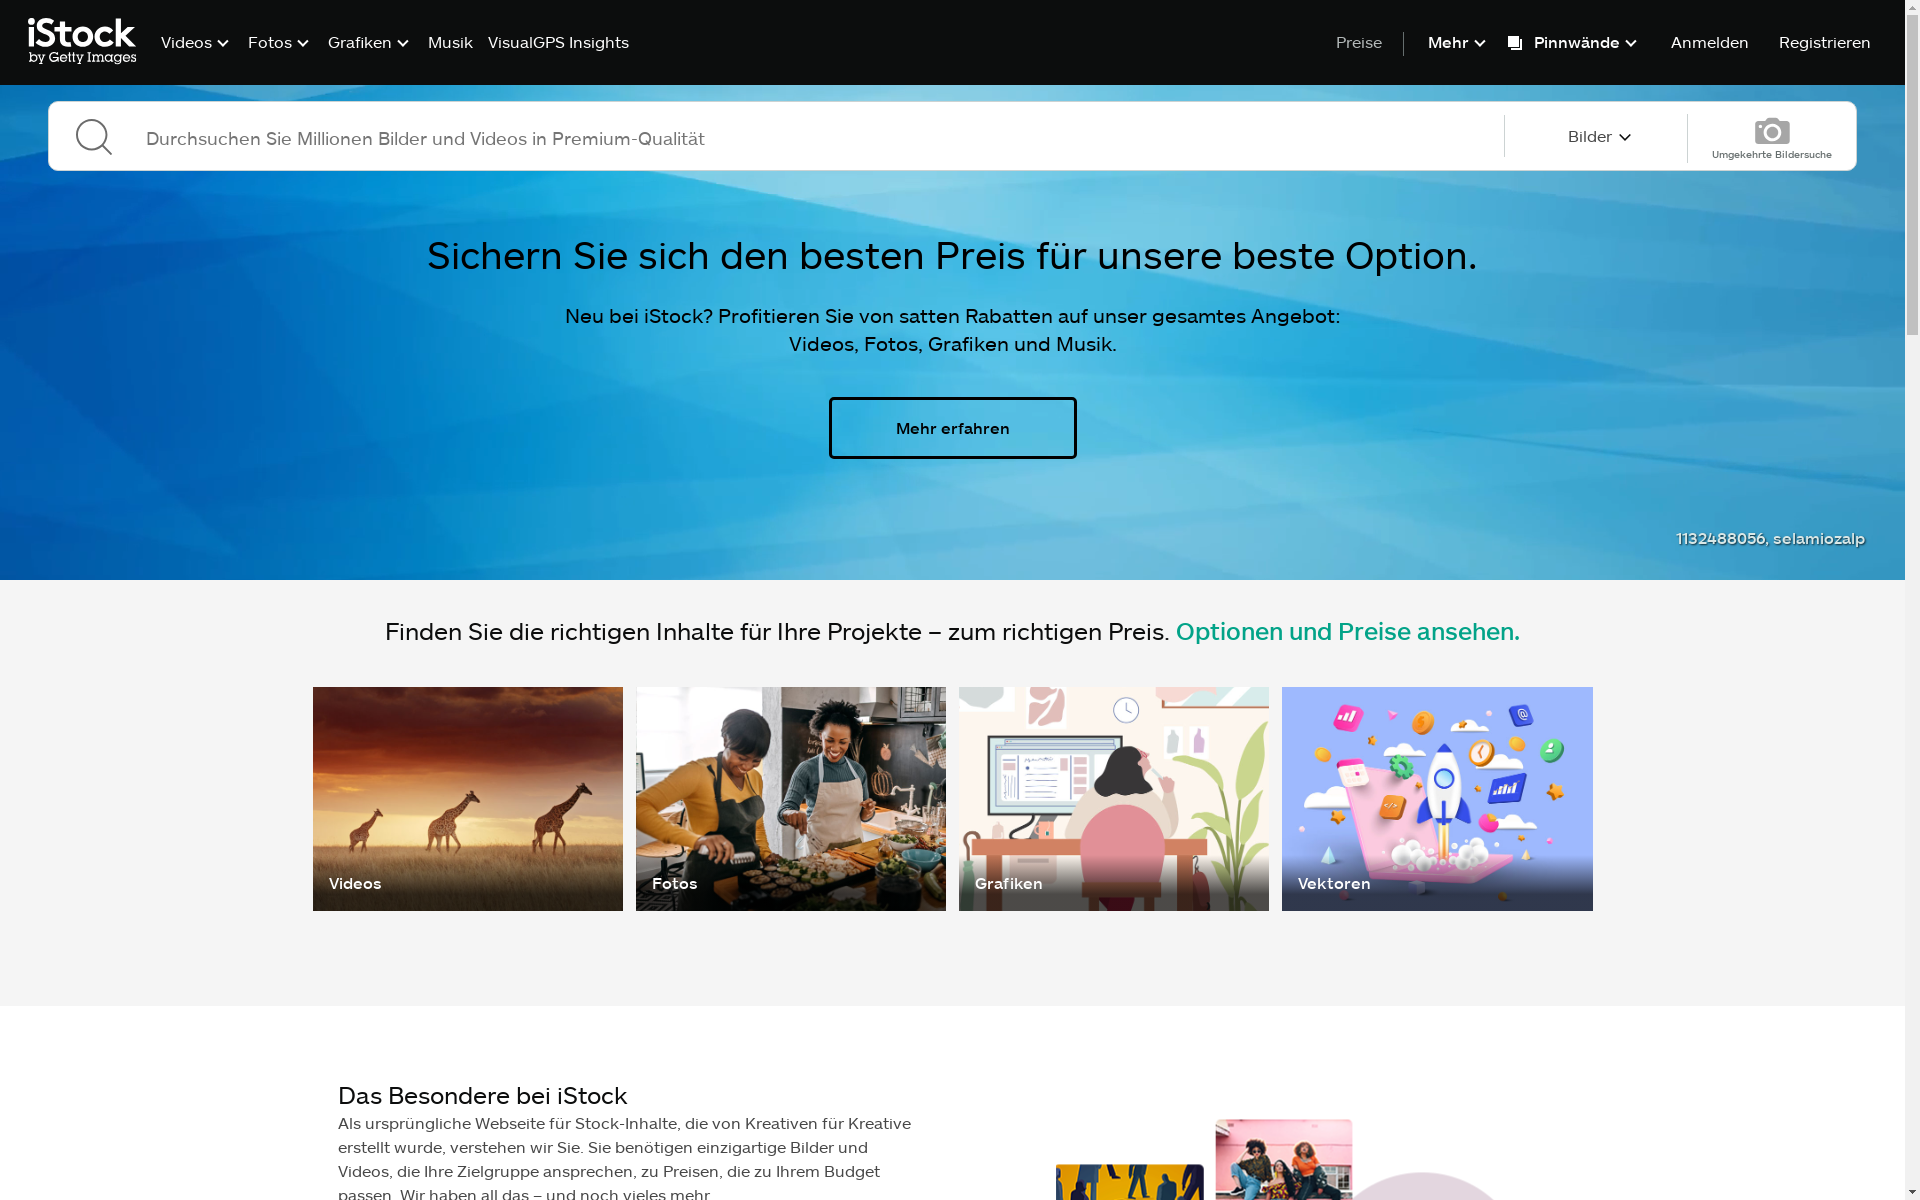 iStock
by Getty Images
Videos
Fotos
Grafiken
Musik
VisualGPS Insights
Preise
Mehr
Pinnwände
Anmelden
Registrieren
Durchsuchen Sie Millionen Bilder und Videos in Premium-Qualität
Bilder
Umgekehrte Bildersuche
Sichern Sie sich den besten Preis für unsere beste Option.
Neu bei iStock? Profitieren Sie von satten Rabatten auf unser gesamtes Angebot:
Videos, Fotos, Grafiken und Musik.
Mehr erfahren
1132488056, selamiozalp
Finden Sie die richtigen Inhalte für Ihre Projekte – zum richtigen Preis. Optionen und Preise ansehen.
Videos
Fotos
Grafiken
Vektoren
Das Besondere bei iStock
Als ursprüngliche Webseite für Stock-Inhalte, die von Kreativen für Kreative
erstellt wurde, verstehen wir Sie. Sie benötigen einzigartige Bilder und
Videos, die Ihre Zielgruppe ansprechen, zu Preisen, die zu Ihrem Budget
passen. Wir haben all das – und noch vieles mehr.